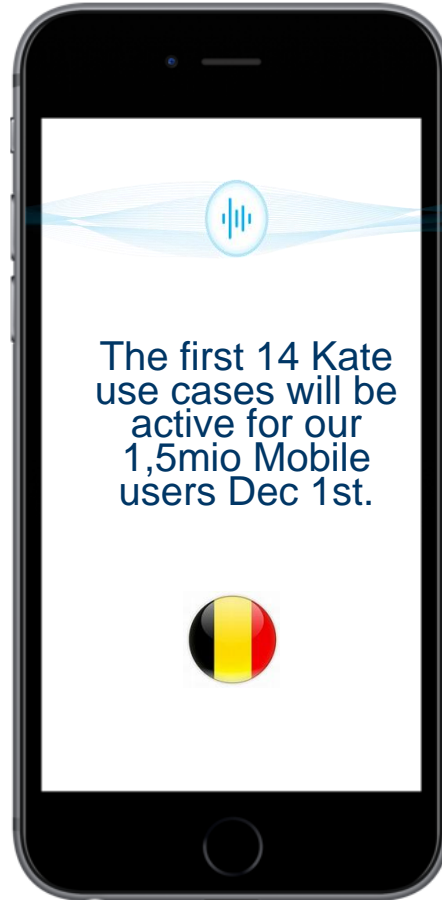 The first 14 Kate
use cases will be
active for our
1,5mio Mobile
users Dec 1st.